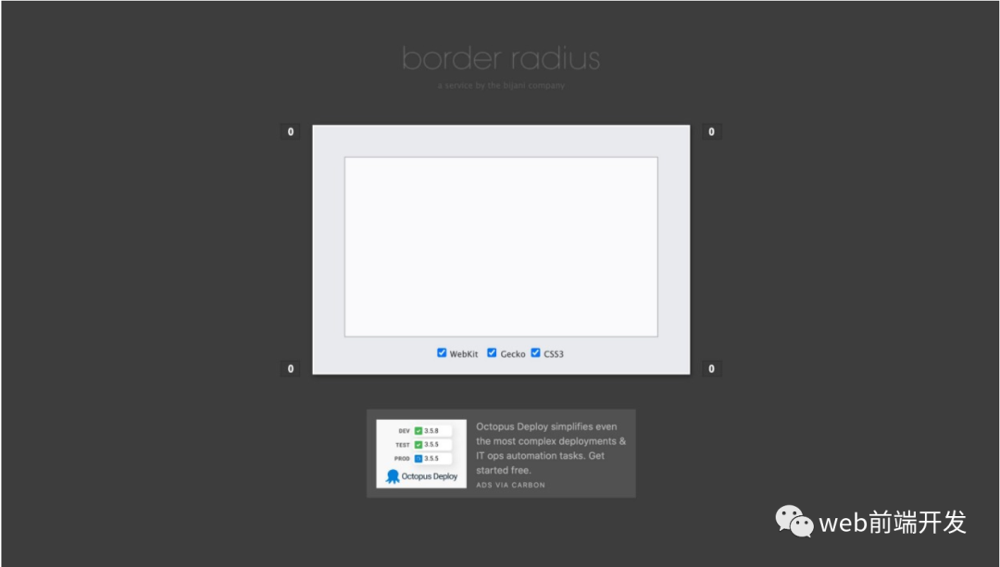 border radius
a service by the bijani company
0
0
WebKit Gecko CSS3
0
0
DEV 3.5.8
TEST 3.5.5
PROD 3.5.5
Octopus Deploy
Octopus Deploy simplifies even
the most complex deployments &
IT ops automation tasks. Get
started free.
ADS VIA CARBON
web前端开发